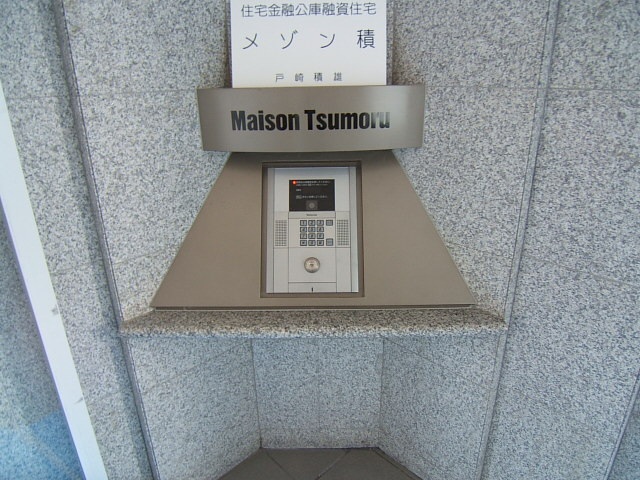 住宅金融公庫融資住宅
メゾン積
戸崎積雄
Maison Tsumoru